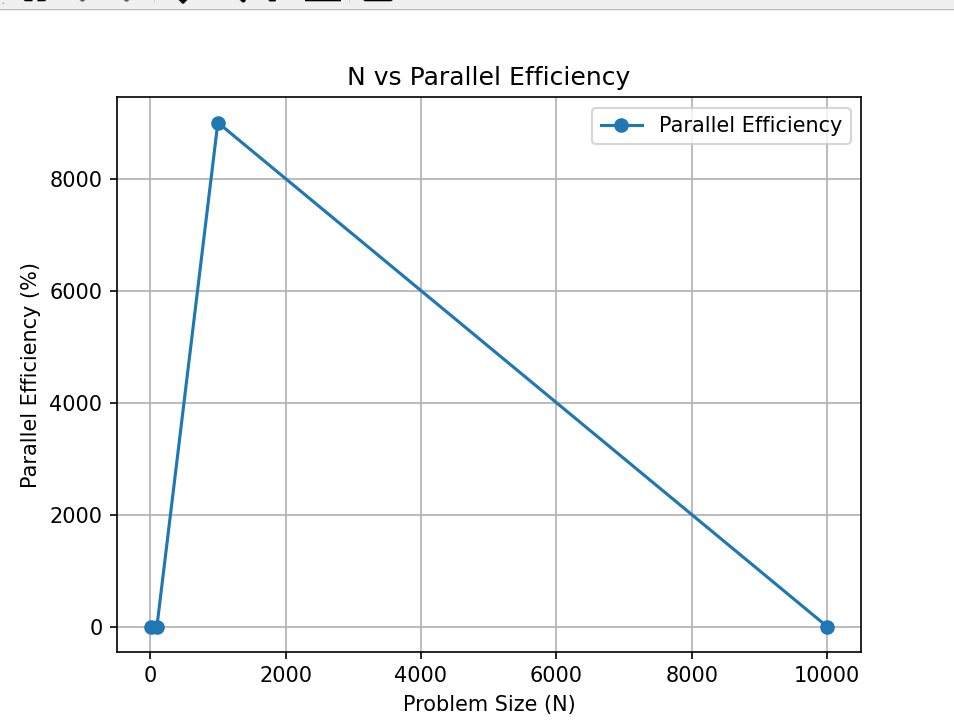 N vs Parallel Efficiency
Parallel Efficiency
Parallel Efficiency (%)
8000
6000
4000
2000
0
0 2000 4000 6000 8000 10000
Problem Size (N)